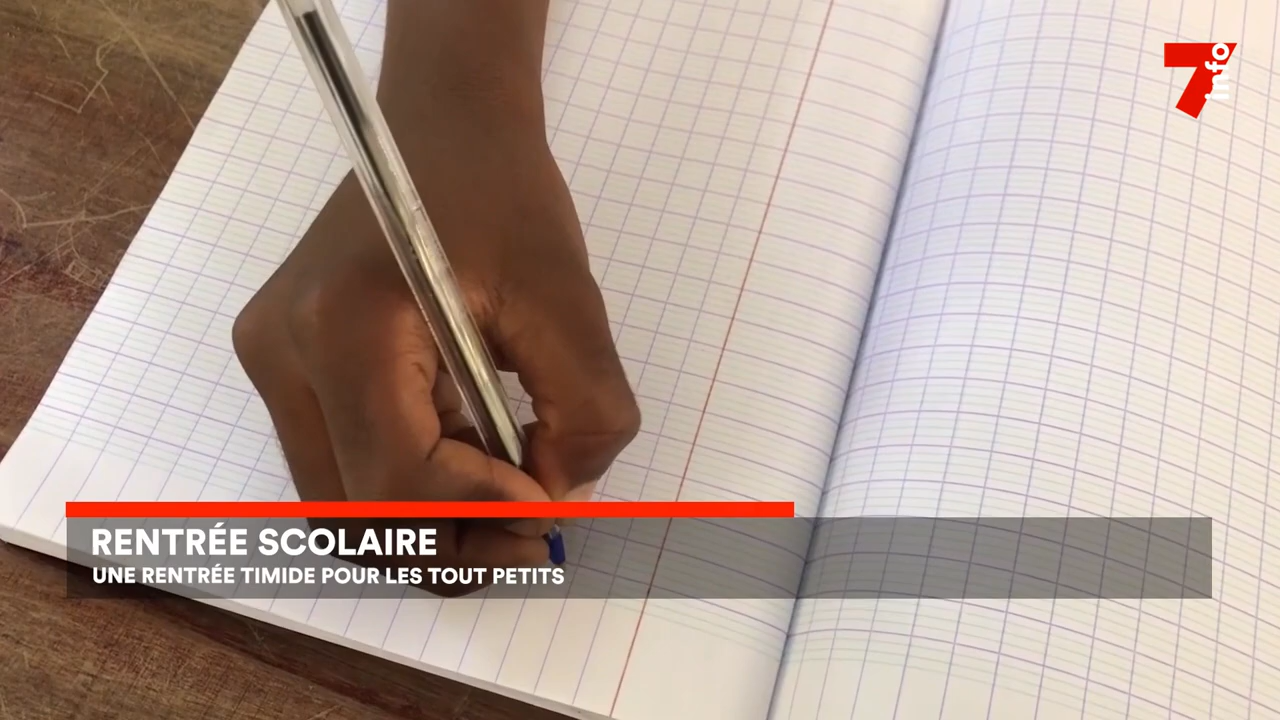 7 info
RENTRÉE SCOLAIRE
UNE RENTRÉE TIMIDE POUR LES TOUT PETITS